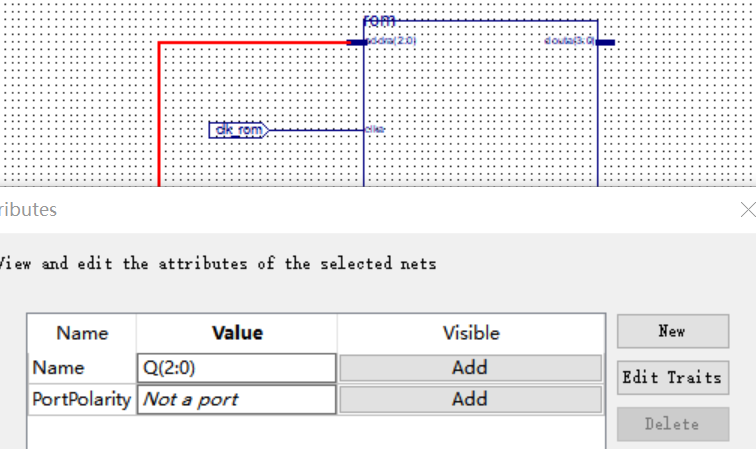 rom
addra(2:0)
douta(3:0)
clk_rom
clka
ributes
View and edit the attributes of the selected nets
Name Value Visible
Name Q(2:0) Add
PortPolarity Not a port Add
New
Edit Traits
Delete